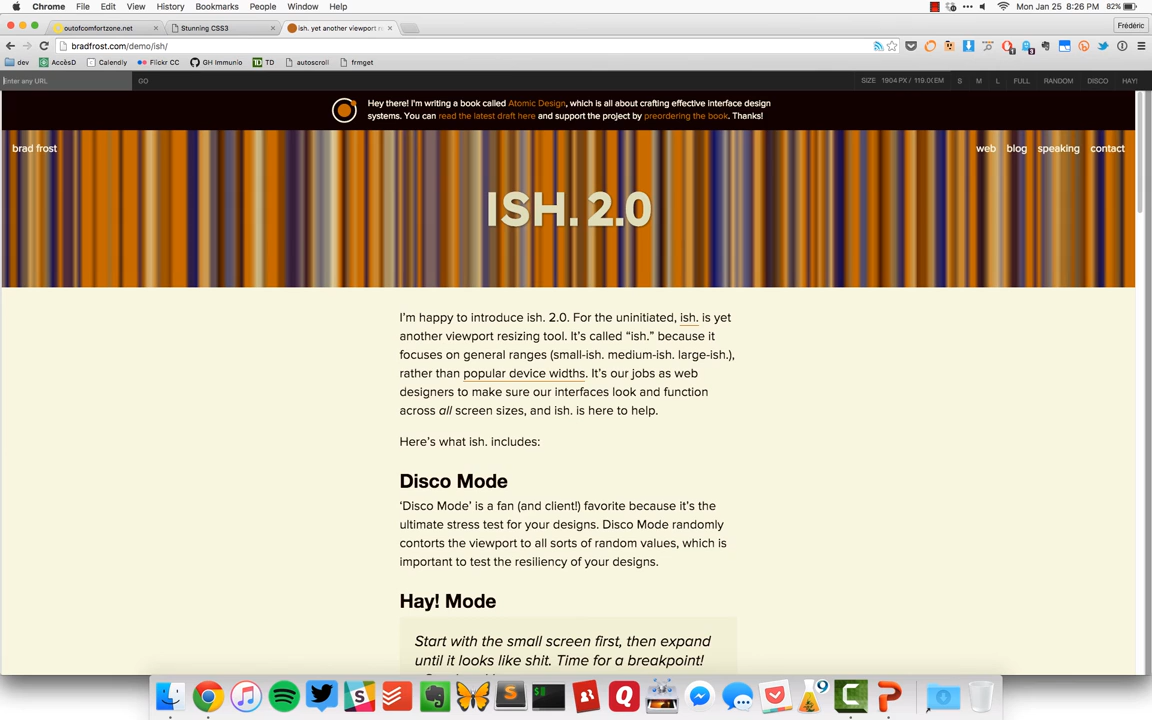 Chrome File Edit View History Bookmarks People Window Help Mon Jan 25 8:26 PM 82%
outofcomfortzone.net Stunning CSS3 ish. yet another viewport r Frédéric
bradfrost.com/demo/ish/
dev AccèsD Calendly Flickr CC GH Immunio TD autoscroll frmget
Enter any URL GO SIZE 1904 PX / 119.0 EM S M L FULL RANDOM DISCO HAY!
Hey there! I'm writing a book called Atomic Design, which is all about crafting effective interface design
systems. You can read the latest draft here and support the project by preordering the book. Thanks!
brad frost web blog speaking contact
ISH. 2.0
I'm happy to introduce ish. 2.0. For the uninitiated, ish. is yet
another viewport resizing tool. It's called “ish.” because it
focuses on general ranges (small-ish. medium-ish. large-ish.),
rather than popular device widths. It's our jobs as web
designers to make sure our interfaces look and function
across all screen sizes, and ish. is here to help.
Here's what ish. includes:
Disco Mode
‘Disco Mode’ is a fan (and client!) favorite because it's the
ultimate stress test for your designs. Disco Mode randomly
contorts the viewport to all sorts of random values, which is
important to test the resiliency of your designs.
Hay! Mode
Start with the small screen first, then expand
until it looks like shit. Time for a breakpoint!